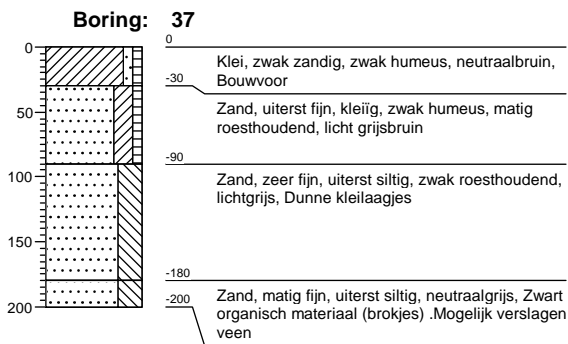 Boring: 37
0
0
Klei, zwak zandig, zwak humeus, neutraalbruin,
Bouwvoor
-30
Zand, uiterst fijn, kleiïg, zwak humeus, matig
roesthoudend, licht grijsbruin
50
-90
Zand, zeer fijn, uiterst siltig, zwak roesthoudend,
lichtgrijs, Dunne kleilaagjes
100
150
-180
Zand, matig fijn, uiterst siltig, neutraalgrijs, Zwart
organisch materiaal (brokjes) .Mogelijk verslagen
veen
200
-200